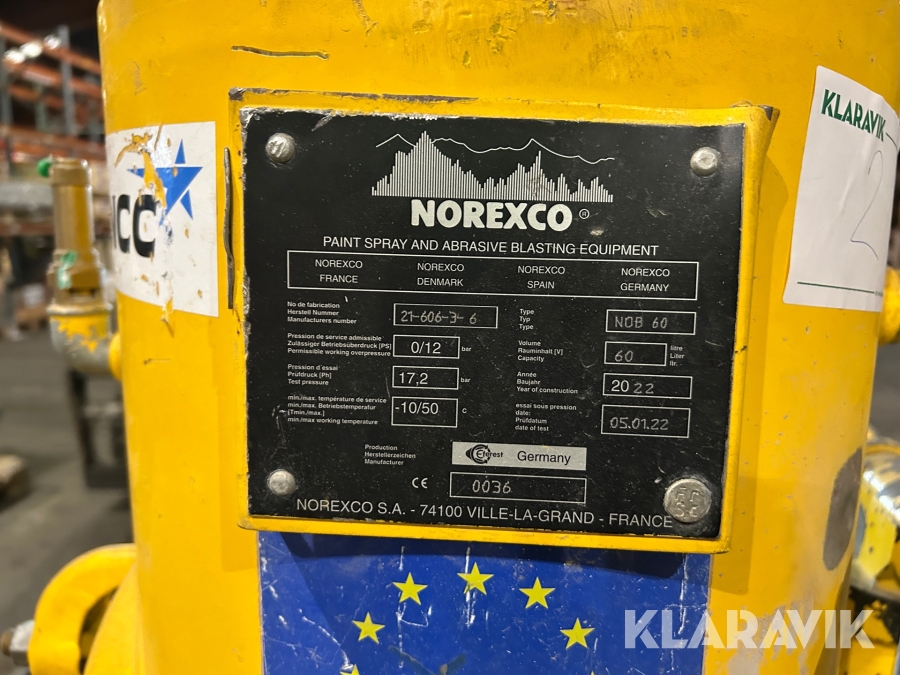 KLARAVIK
2
CC
NOREXCO ®
PAINT SPRAY AND ABRASIVE BLASTING EQUIPMENT
NOREXCO FRANCE
NOREXCO DENMARK
NOREXCO SPAIN
NOREXCO GERMANY
No de fabrication
Herstell Nummer
Manufacturers number
21-606-3-6
Type
Typ
Type
NOB 60
Pression de service admissible
Zulässiger Betriebsüberdruck [PS]
Permissible working overpressure
0/12 bar
Volume
Rauminhalt [V]
Capacity
60
litre
Liter
ltr.
Pression d'essai
Prüfdruck [Ph]
Test pressure
17,2 bar
Année
Baujahr
Year of construction
2022
min./max. température de service
min./max. Betriebstemperatur
[Tmin./max.]
min./max working temperature
-10/50 C
essai sous pression
date:
Prüfdatum
date of test
05.01.22
Production
Herstellerzeichen
Manufacturer
Eterest Germany
CE 0036
NOREXCO S.A. - 74100 VILLE-LA-GRAND - FRANCE
KLARAVIK